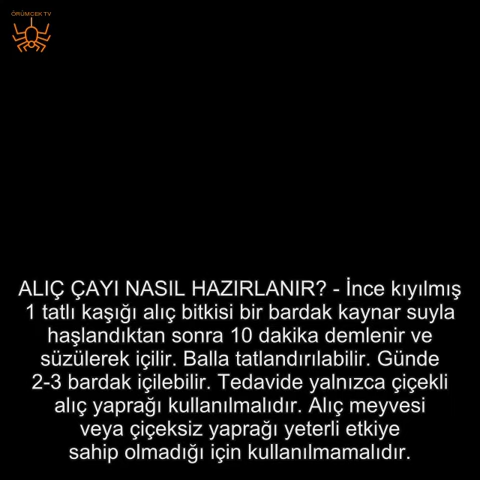 ÖRÜMCEK TV
ALIÇ ÇAYI NASIL HAZIRLANIR? - İnce kıyılmış
1 tatlı kaşığı alıç bitkisi bir bardak kaynar suyla
haşlandıktan sonra 10 dakika demlenir ve
süzülerek içilir. Balla tatlandırılabilir. Günde
2-3 bardak içilebilir. Tedavide yalnızca çiçekli
alıç yaprağı kullanılmalıdır. Alıç meyvesi
veya çiçeksiz yaprağı yeterli etkiye
sahip olmadığı için kullanılmamalıdır.